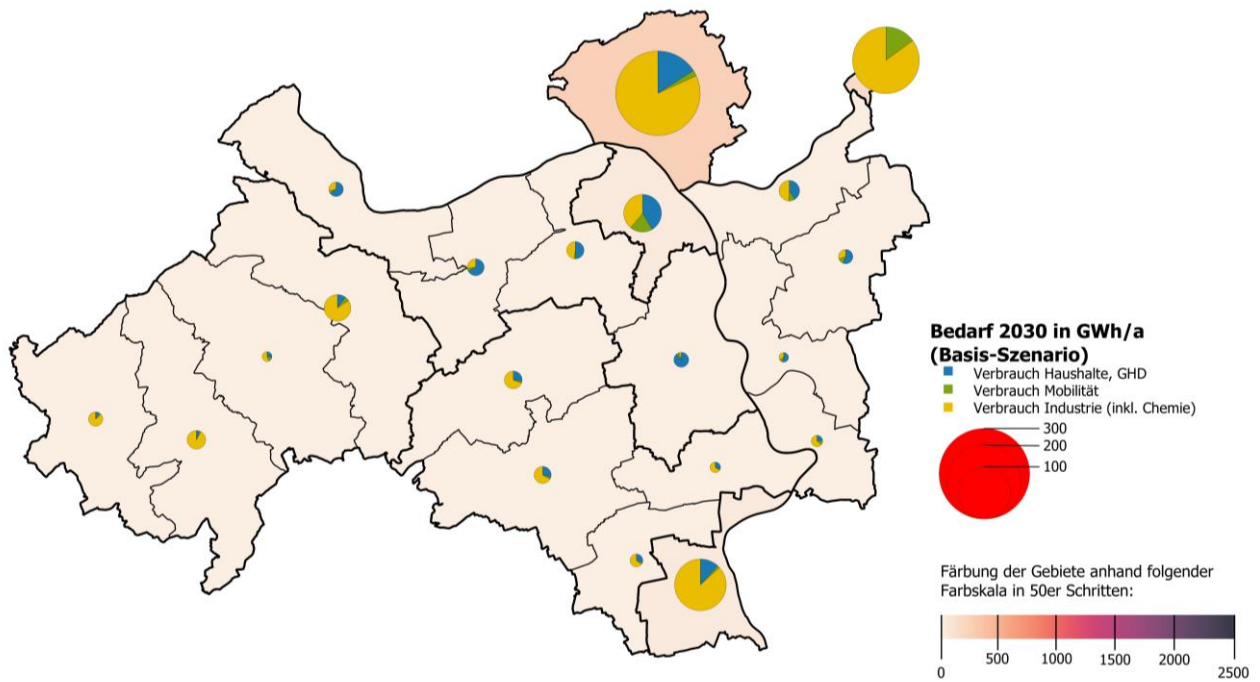 Bedarf 2030 in GWh/a
(Basis-Szenario)
Verbrauch Haushalte, GHD
Verbrauch Mobilität
Verbrauch Industrie (inkl. Chemie)
300
200
100
Färbung der Gebiete anhand folgender
Farbskala in 50er Schritten:
0 500 1000 1500 2000 2500